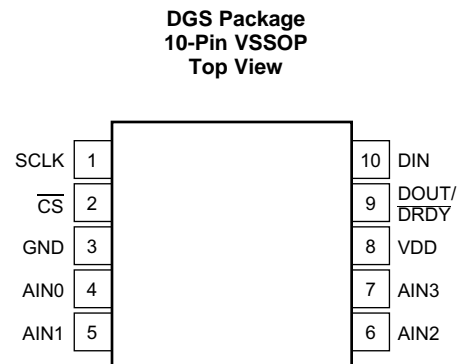 DGS Package
10-Pin VSSOP
Top View
SCLK 1 10 DIN
CS 2 9 DOUT/
DRDY
GND 3 8 VDD
AIN0 4 7 AIN3
AIN1 5 6 AIN2